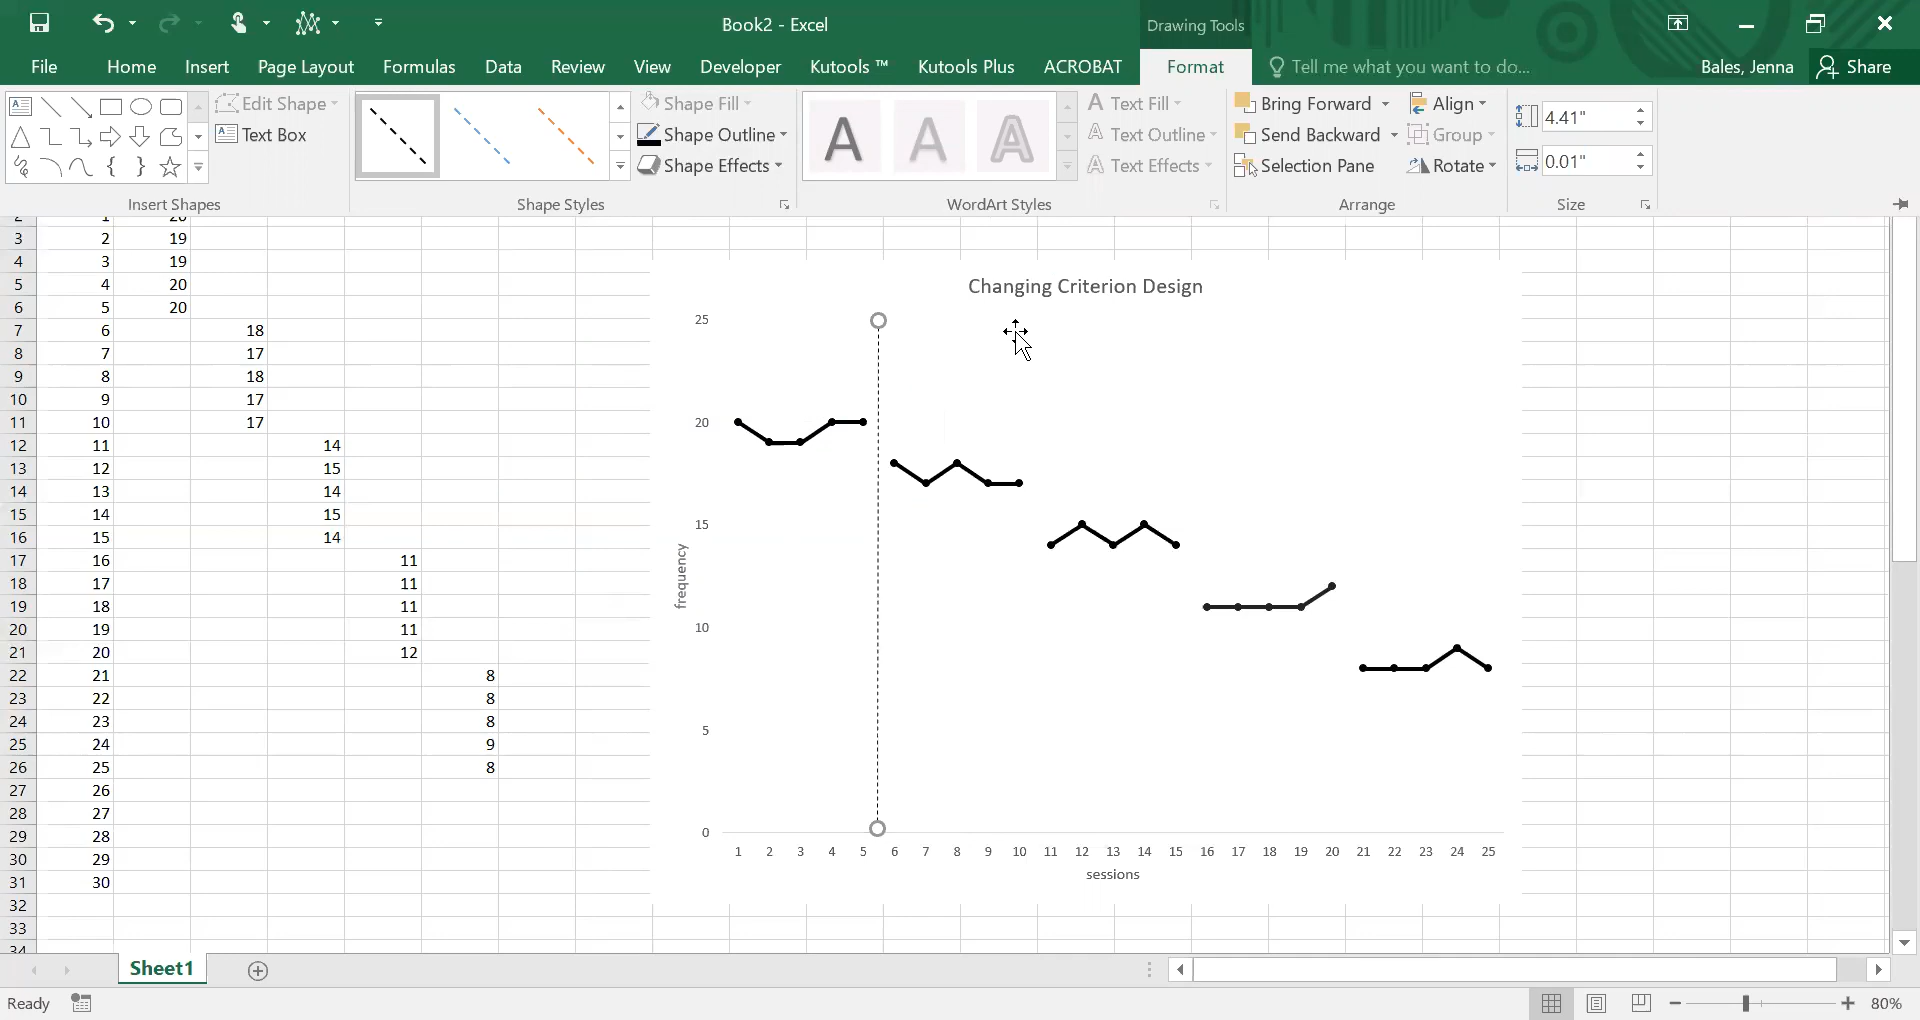 Book2 - Excel
Drawing Tools
File Home Insert Page Layout Formulas Data Review View Developer Kutools ™ Kutools Plus ACROBAT Format Tell me what you want to do... Bales, Jenna Share
Edit Shape
Text Box
Insert Shapes
Shape Fill
Shape Outline
Shape Effects
Shape Styles
A A A
Text Fill
Text Outline
Text Effects
WordArt Styles
Bring Forward
Send Backward
Selection Pane
Align
Group
Rotate
Arrange
4.41"
0.01"
Size
2 1 20
3 2 19
4 3 19
5 4 20
6 5 20
7 6 18
8 7 17
9 8 18
10 9 17
11 10 17
12 11 14
13 12 15
14 13 14
15 14 15
16 15 14
17 16 11
18 17 11
19 18 11
20 19 11
21 20 12
22 21 8
23 22 8
24 23 8
25 24 9
26 25 8
27 26
28 27
29 28
30 29
31 30
32
33
34
Changing Criterion Design
25
20
15
10
5
0
frequency
1 2 3 4 5 6 7 8 9 10 11 12 13 14 15 16 17 18 19 20 21 22 23 24 25
sessions
Sheet1
Ready
80%